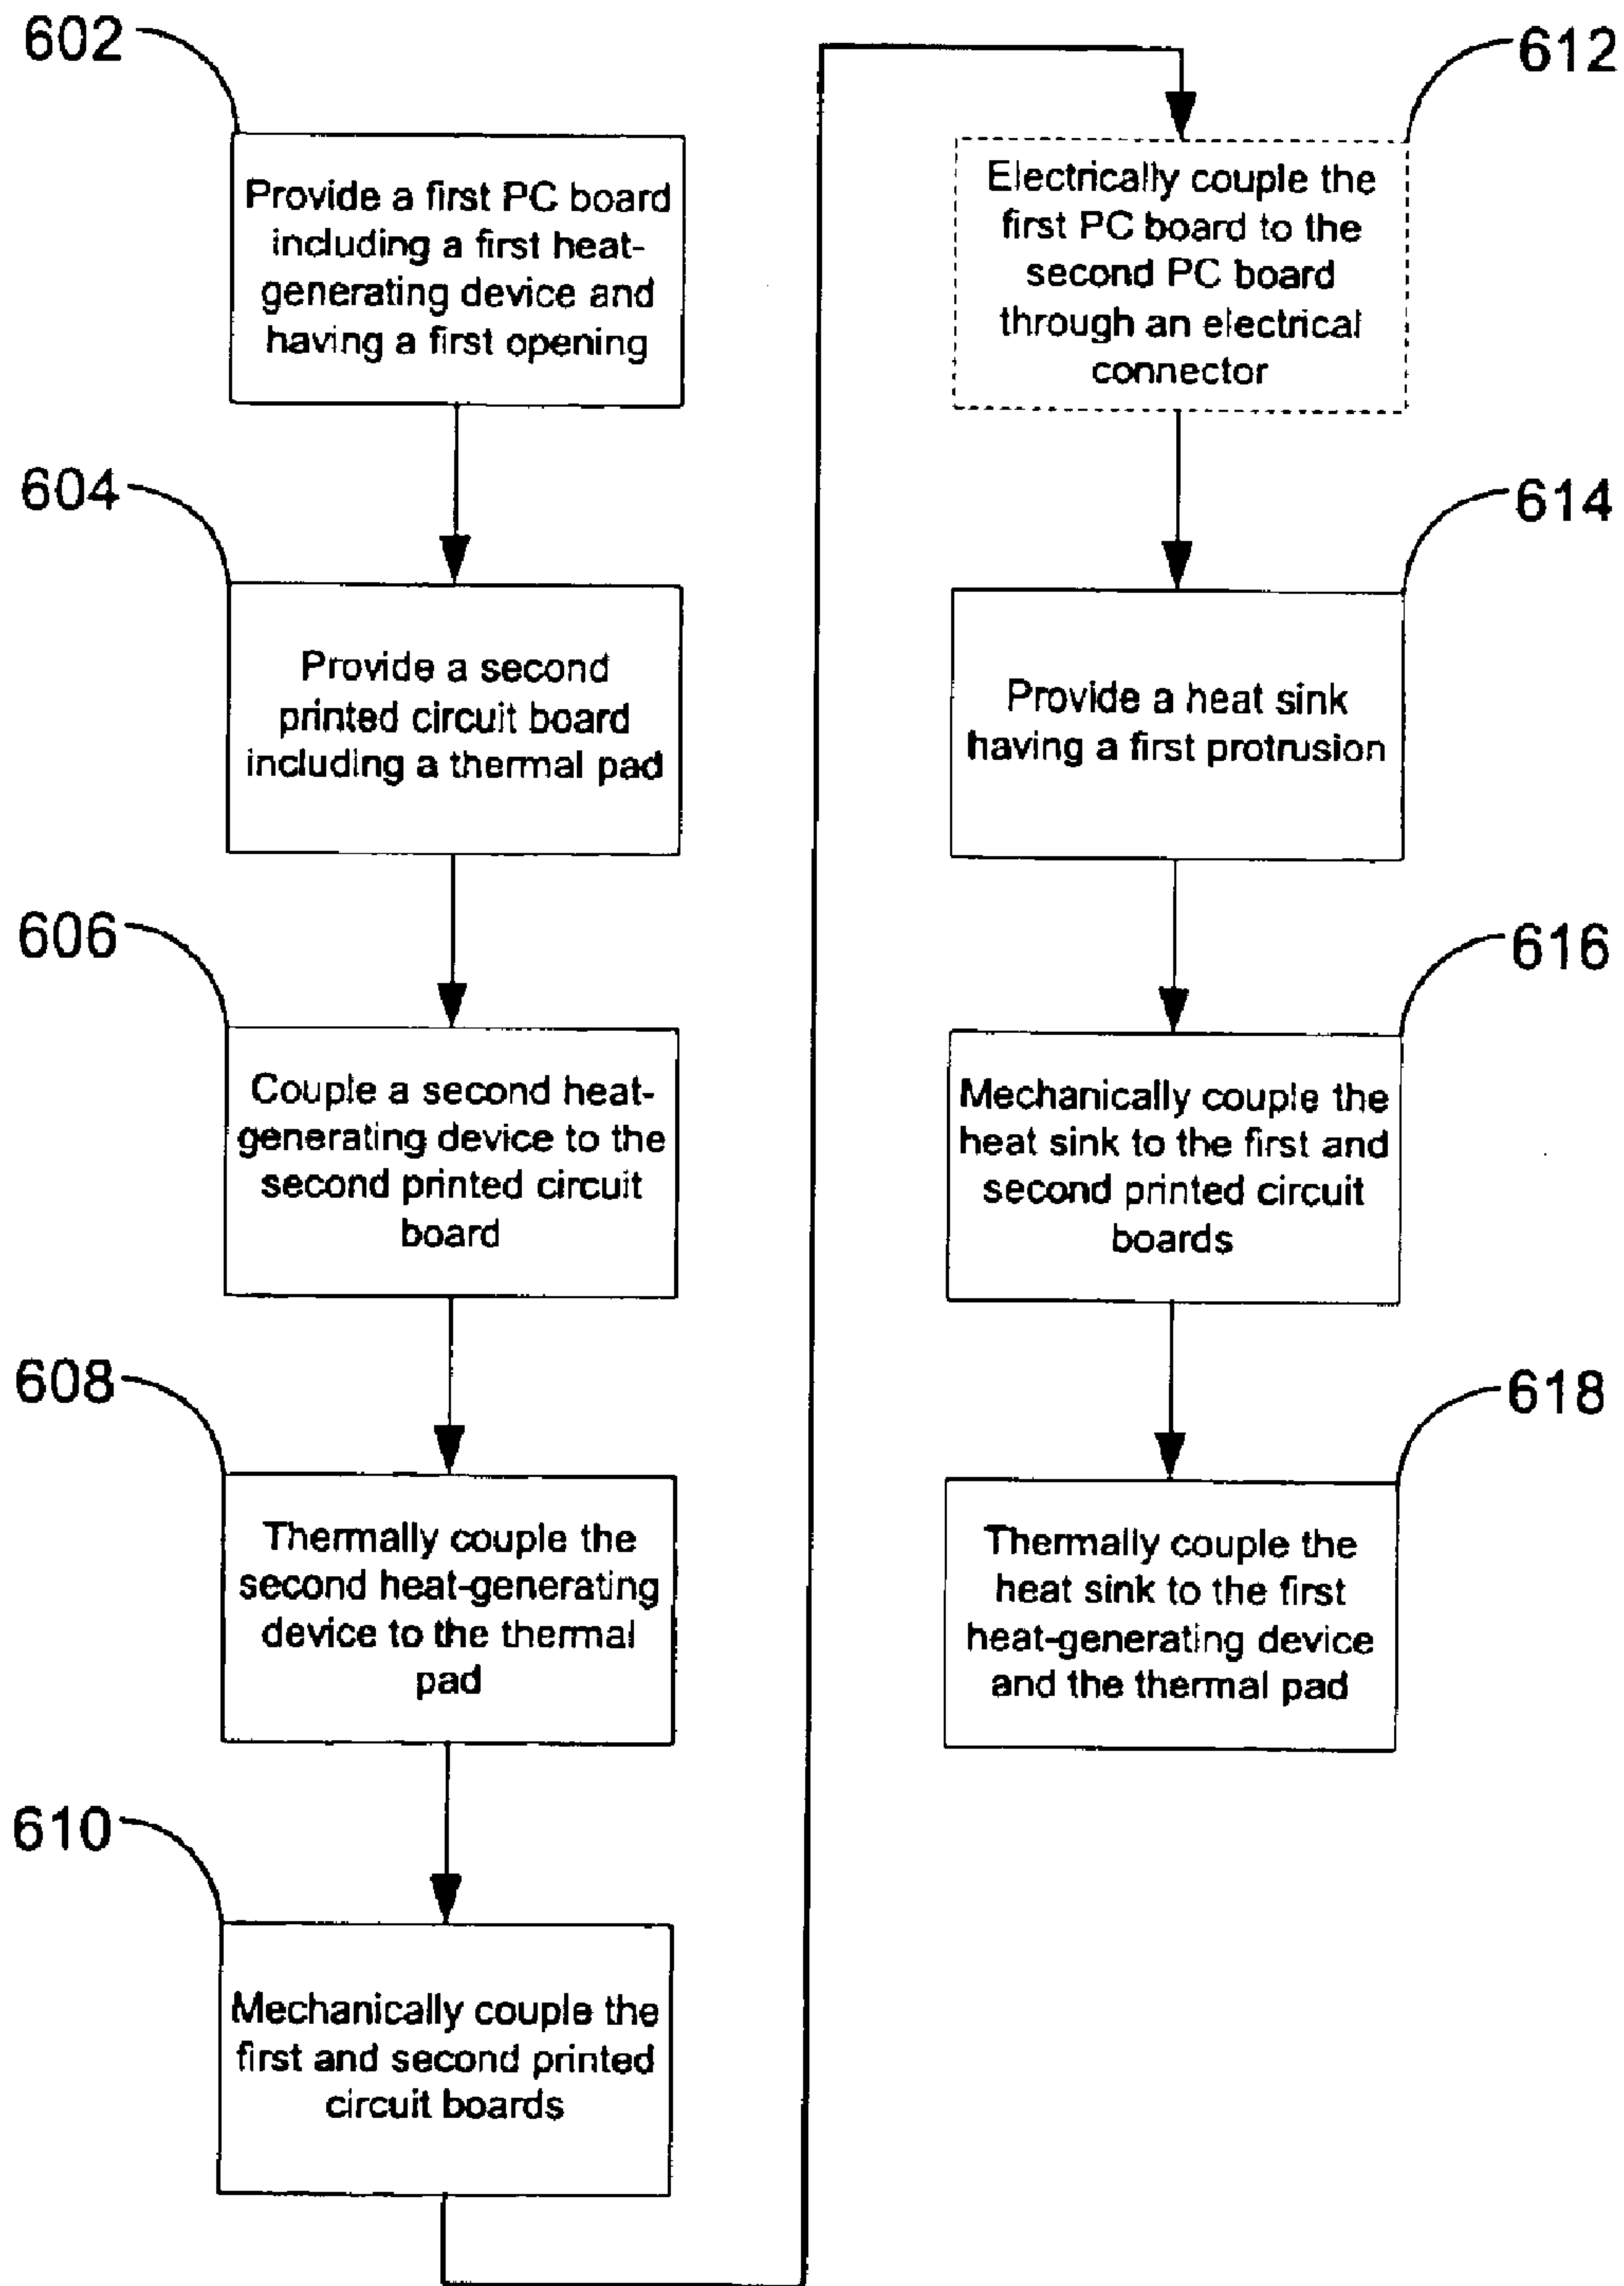 602
Provide a first PC board
including a first heat-
generating device and
having a first opening
604
Provide a second
printed circuit board
including a thermal pad
606
Couple a second heat-
generating device to the
second printed circuit
board
608
Thermally couple the
second heat-generating
device to the thermal
pad
610
Mechanically couple the
first and second printed
circuit boards
612
Electrically couple the
first PC board to the
second PC board
through an electrical
connector
614
Provide a heat sink
having a first protrusion
616
Mechanically couple the
heat sink to the first and
second printed circuit
boards
618
Thermally couple the
heat sink to the first
heat-generating device
and the thermal pad